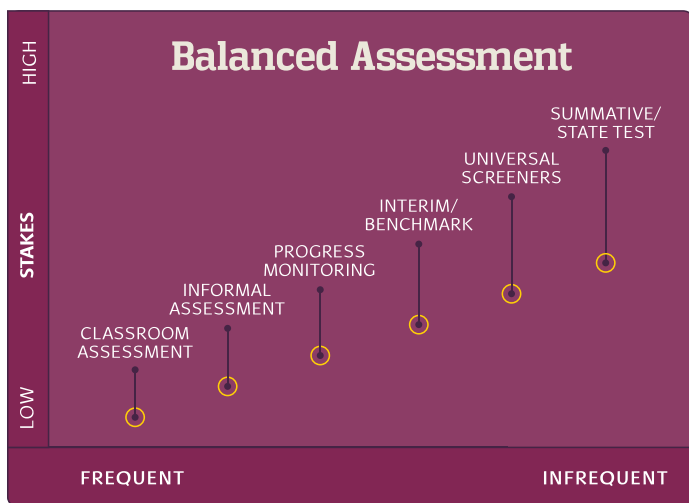 Balanced Assessment
HIGH
STAKES
LOW
SUMMATIVE/
STATE TEST
UNIVERSAL
SCREENERS
INTERIM/
BENCHMARK
PROGRESS
MONITORING
INFORMAL
ASSESSMENT
CLASSROOM
ASSESSMENT
FREQUENT
INFREQUENT